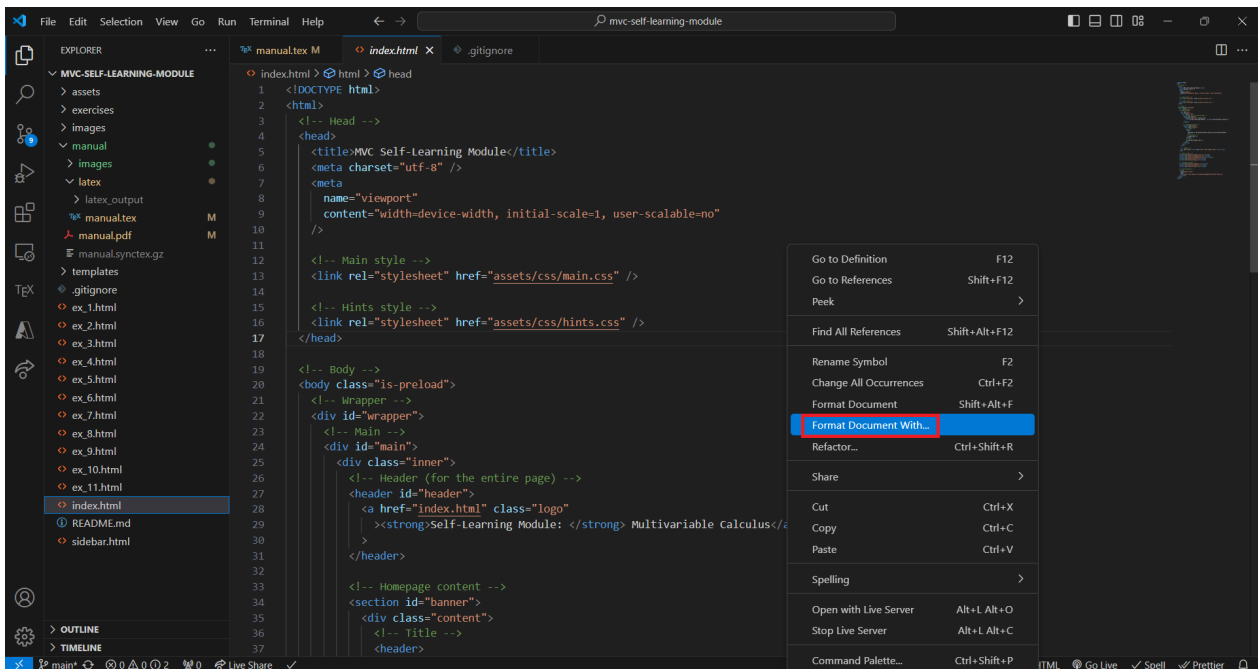 File Edit Selection View Go Run Terminal Help
mvc-self-learning-module
EXPLORER
MVC-SELF-LEARNING-MODULE
assets
exercises
images
manual
images
latex
latex_output
TEX manual.tex M
manual.pdf M
manual.synctex.gz
templates
.gitignore
ex_1.html
ex_2.html
ex_3.html
ex_4.html
ex_5.html
ex_6.html
ex_7.html
ex_8.html
ex_9.html
ex_10.html
ex_11.html
index.html
README.md
sidebar.html
OUTLINE
TIMELINE
9
TEX
TEX manual.tex M
index.html
.gitignore
index.html > html > head
1 <!DOCTYPE html>
2 <html>
3 <!-- Head -->
4 <head>
5 <title>MVC Self-Learning Module</title>
6 <meta charset="utf-8" />
7 <meta
8 name="viewport"
9 content="width=device-width, initial-scale=1, user-scalable=no"
10 />
11
12 <!-- Main style -->
13 <link rel="stylesheet" href="assets/css/main.css" />
14
15 <!-- Hints style -->
16 <link rel="stylesheet" href="assets/css/hints.css" />
17 </head>
18
19 <!-- Body -->
20 <body class="is-preload">
21 <!-- Wrapper -->
22 <div id="wrapper">
23 <!-- Main -->
24 <div id="main">
25 <div class="inner">
26 <!-- Header (for the entire page) -->
27 <header id="header">
28 <a href="index.html" class="logo"
29 ><strong>Self-Learning Module: </strong> Multivariable Calculus</a
30 >
31 </header>
32
33 <!-- Homepage content -->
34 <section id="banner">
35 <div class="content">
36 <!-- Title -->
37 <header>
Go to Definition F12
Go to References Shift+F12
Peek
Find All References Shift+Alt+F12
Rename Symbol F2
Change All Occurrences Ctrl+F2
Format Document Shift+Alt+F
Format Document With...
Refactor... Ctrl+Shift+R
Share
Cut Ctrl+X
Copy Ctrl+C
Paste Ctrl+V
Spelling
Open with Live Server Alt+L Alt+O
Stop Live Server Alt+L Alt+C
Command Palette... Ctrl+Shift+P
main* 0 0 2 0 Live Share HTML Go Live Spell Prettier